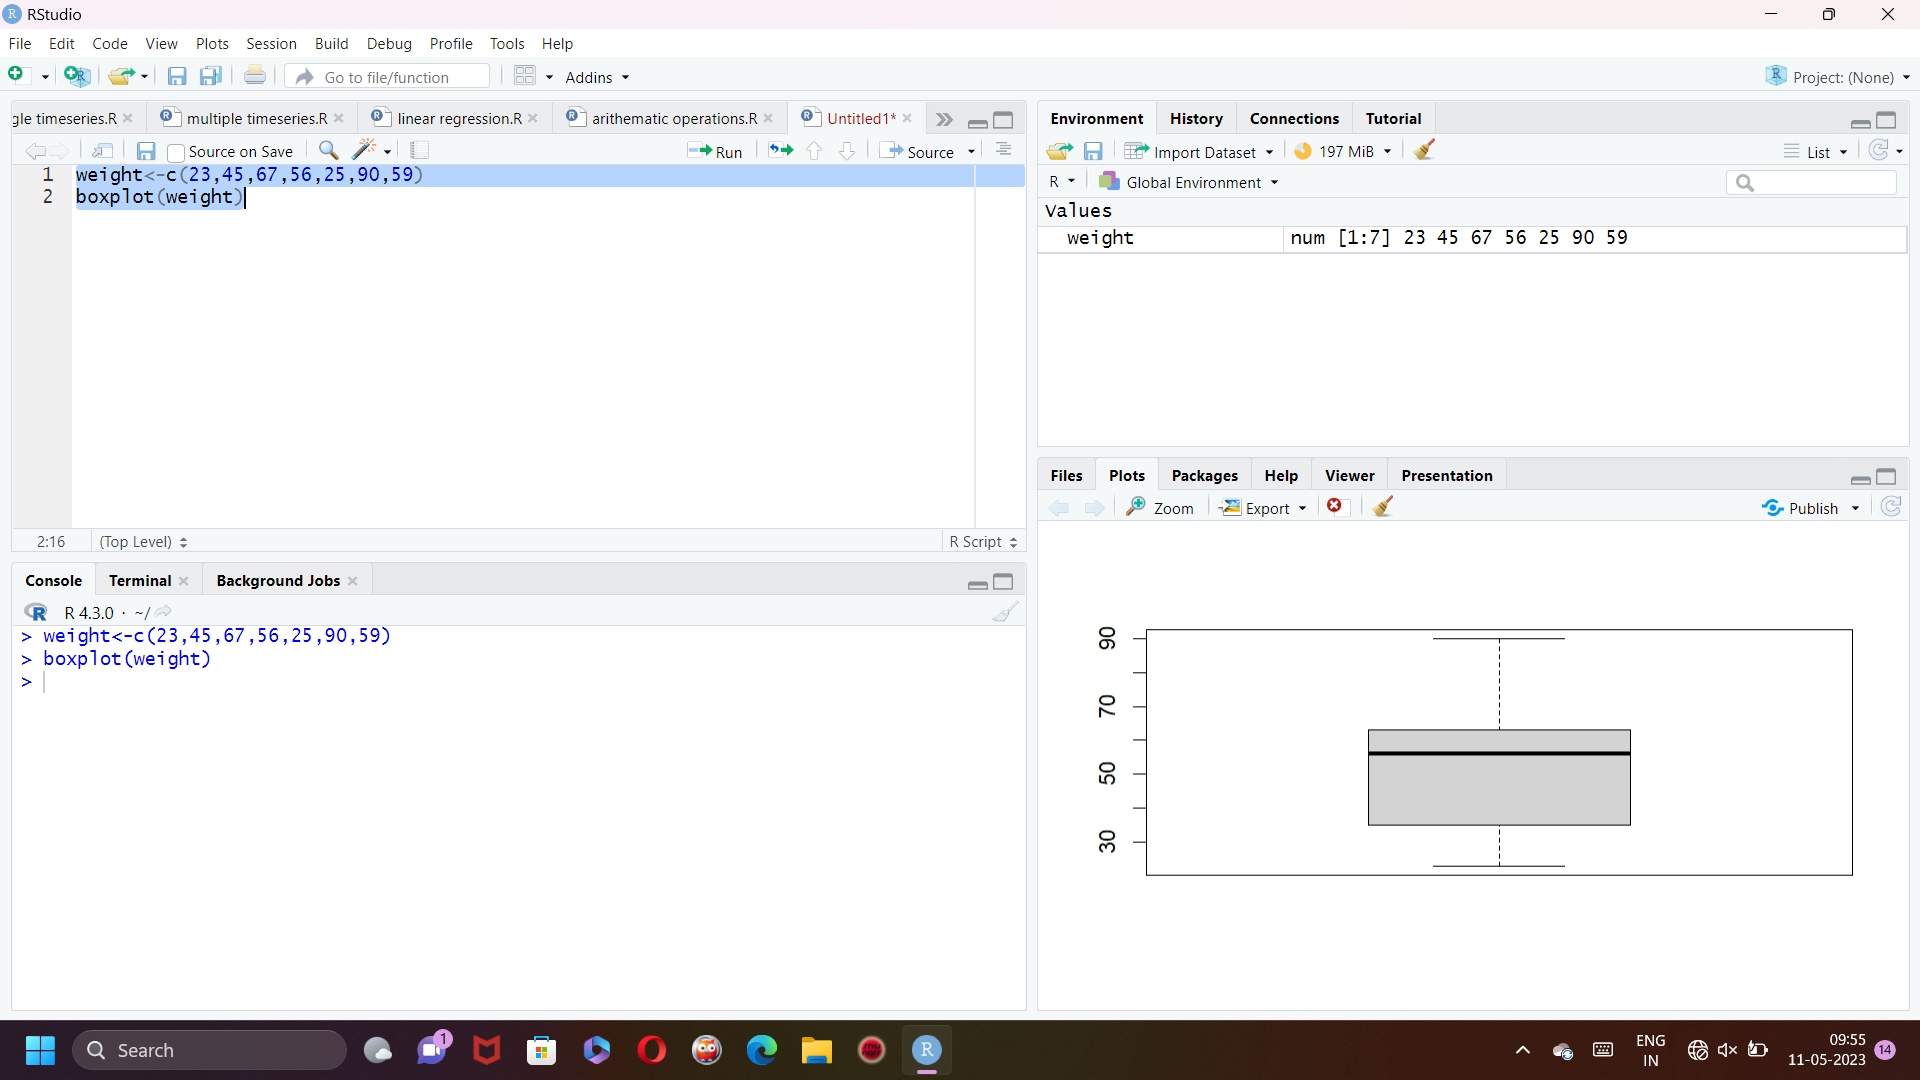 RStudio
File Edit Code View Plots Session Build Debug Profile Tools Help
Go to file/function Addins Project: (None)
gle timeseries.R multiple timeseries.R linear regression.R arithematic operations.R Untitled1*
Source on Save Run Source
1 weight<-c(23,45,67,56,25,90,59)
2 boxplot(weight)
2:16 (Top Level) R Script
Console Terminal Background Jobs
R 4.3.0 · ~/
> weight<-c(23,45,67,56,25,90,59)
> boxplot(weight)
>
Environment History Connections Tutorial
Import Dataset 197 MiB List
R Global Environment
Values
weight num [1:7] 23 45 67 56 25 90 59
Files Plots Packages Help Viewer Presentation
Zoom Export Publish
90
70
50
30
Search
1
ENG
IN
09:55
11-05-2023
14